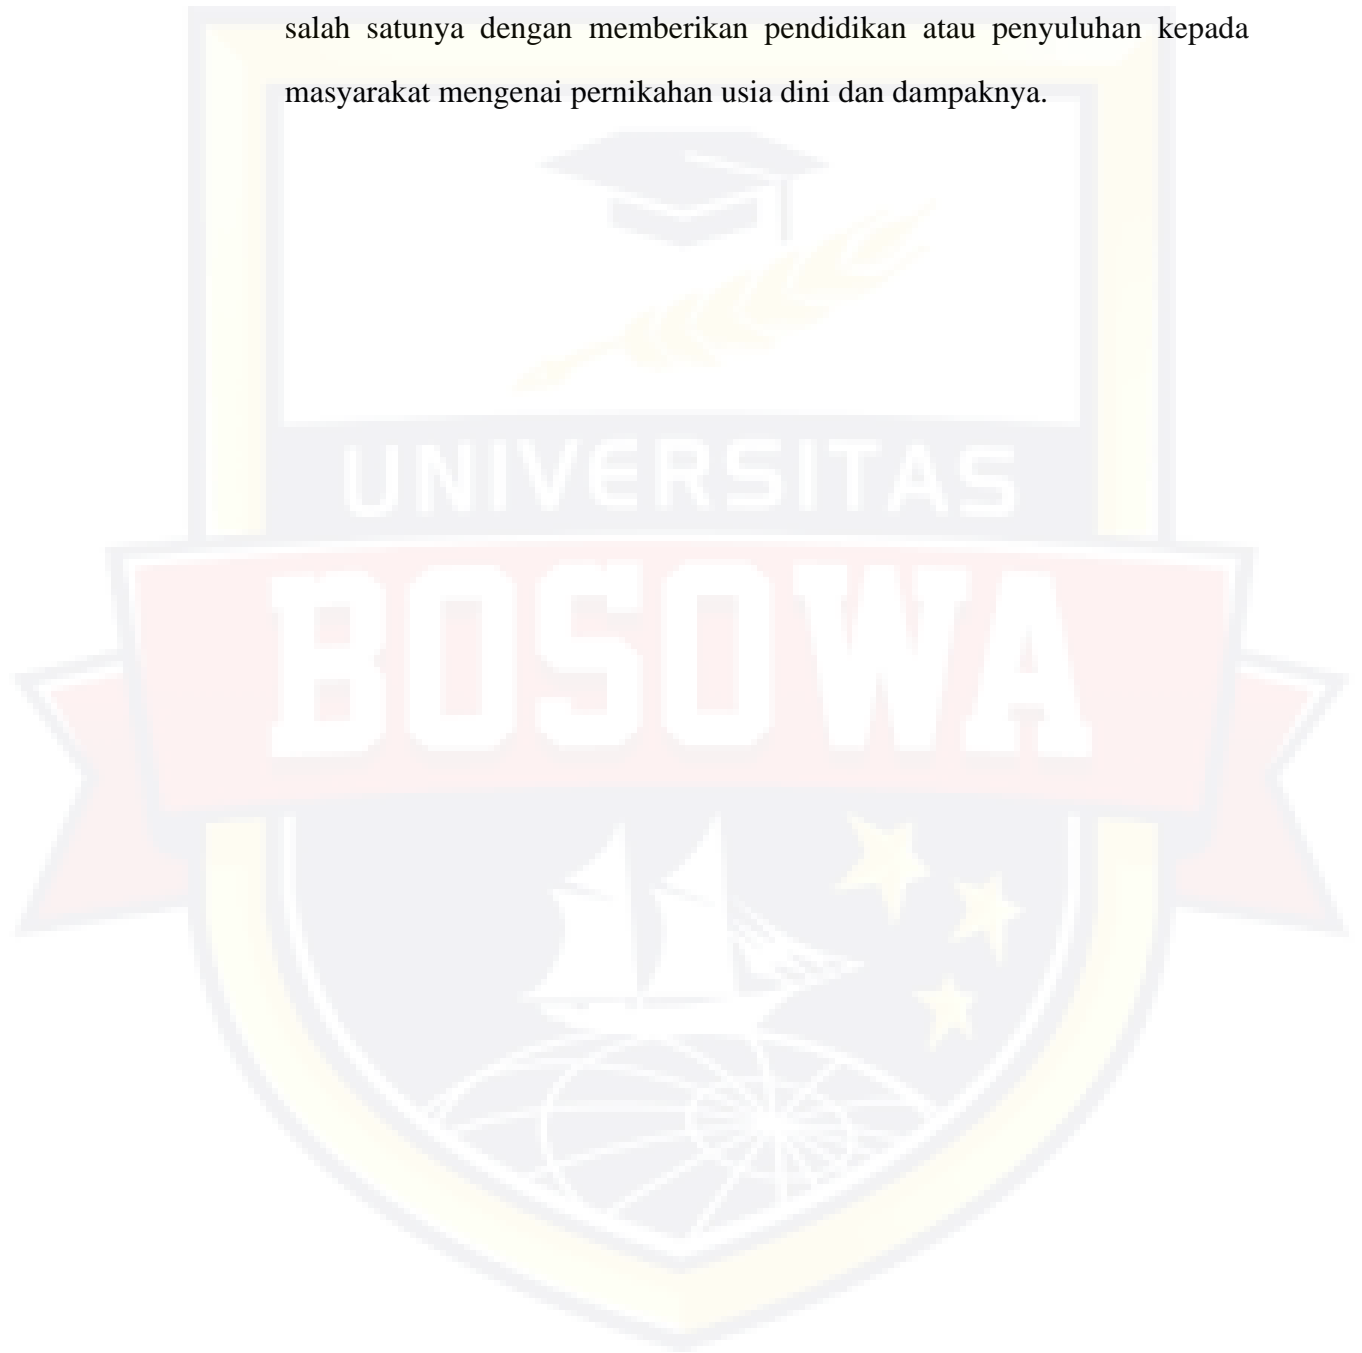 salah satunya dengan memberikan pendidikan atau penyuluhan kepada
masyarakat mengenai pernikahan usia dini dan dampaknya.
UNIVERSITAS
BOSOWA